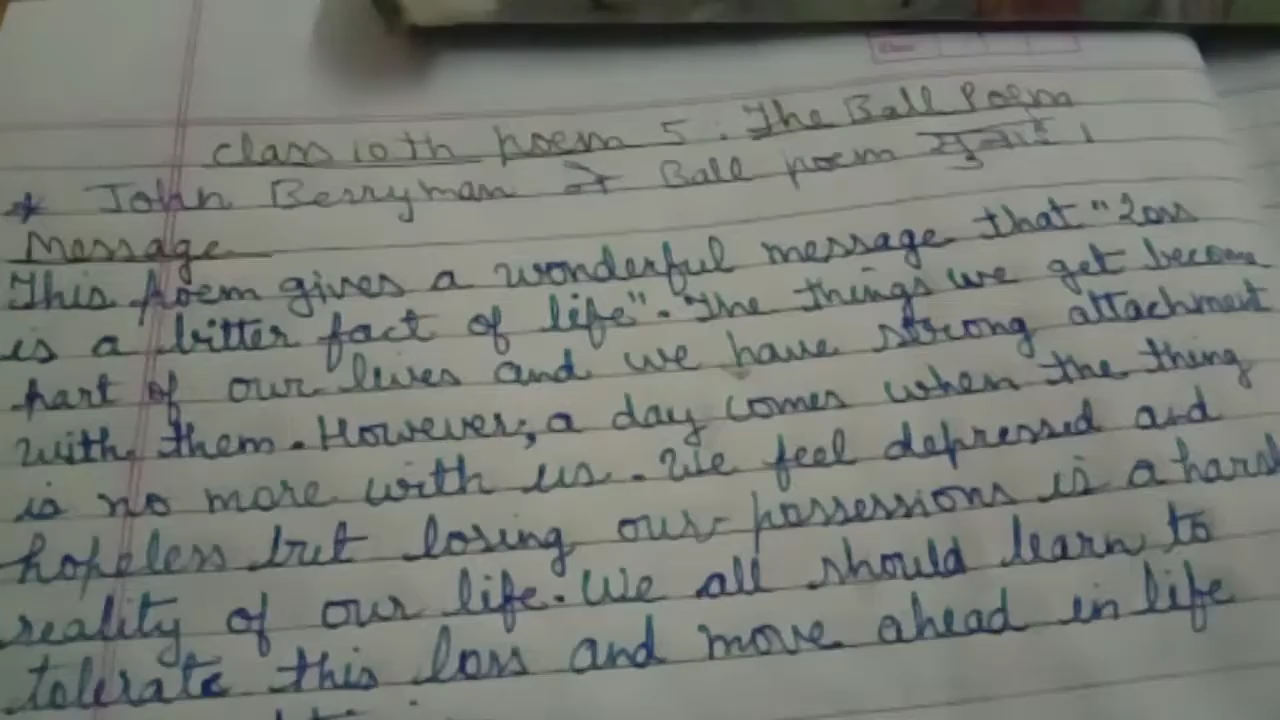 Class 10th Poem 5. The Ball Poem
* John Berryman ने Ball poem सुनाई।
Message
This poem gives a wonderful message that "Loss
is a bitter fact of life". The things we get become
part of our lives and we have strong attachment
with them. However, a day comes when the thing
is no more with us. We feel depressed and
hopeless but losing our possessions is a harsh
reality of our life. We all should learn to
tolerate this loss and move ahead in life